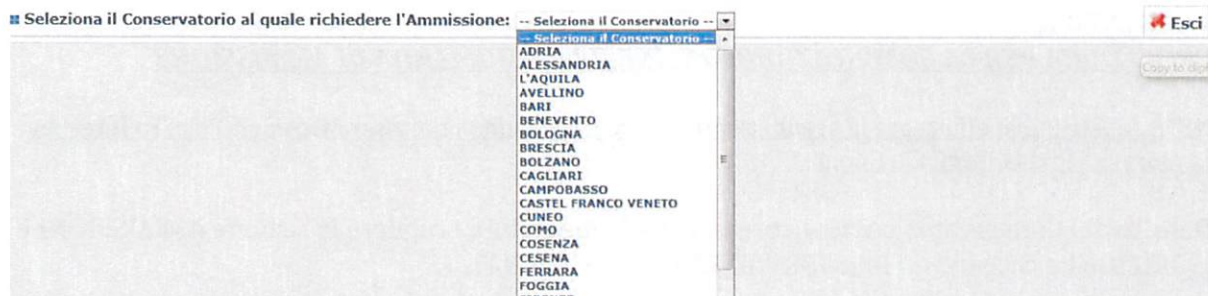 Seleziona il Conservatorio al quale richiedere l'Ammissione: -- Seleziona il Conservatorio -- Esci
-- Seleziona il Conservatorio --
ADRIA
ALESSANDRIA
L'AQUILA
AVELLINO
BARI
BENEVENTO
BOLOGNA
BRESCIA
BOLZANO
CAGLIARI
CAMPOBASSO
CASTEL FRANCO VENETO
CUNEO
COMO
COSENZA
CESENA
FERRARA
FOGGIA